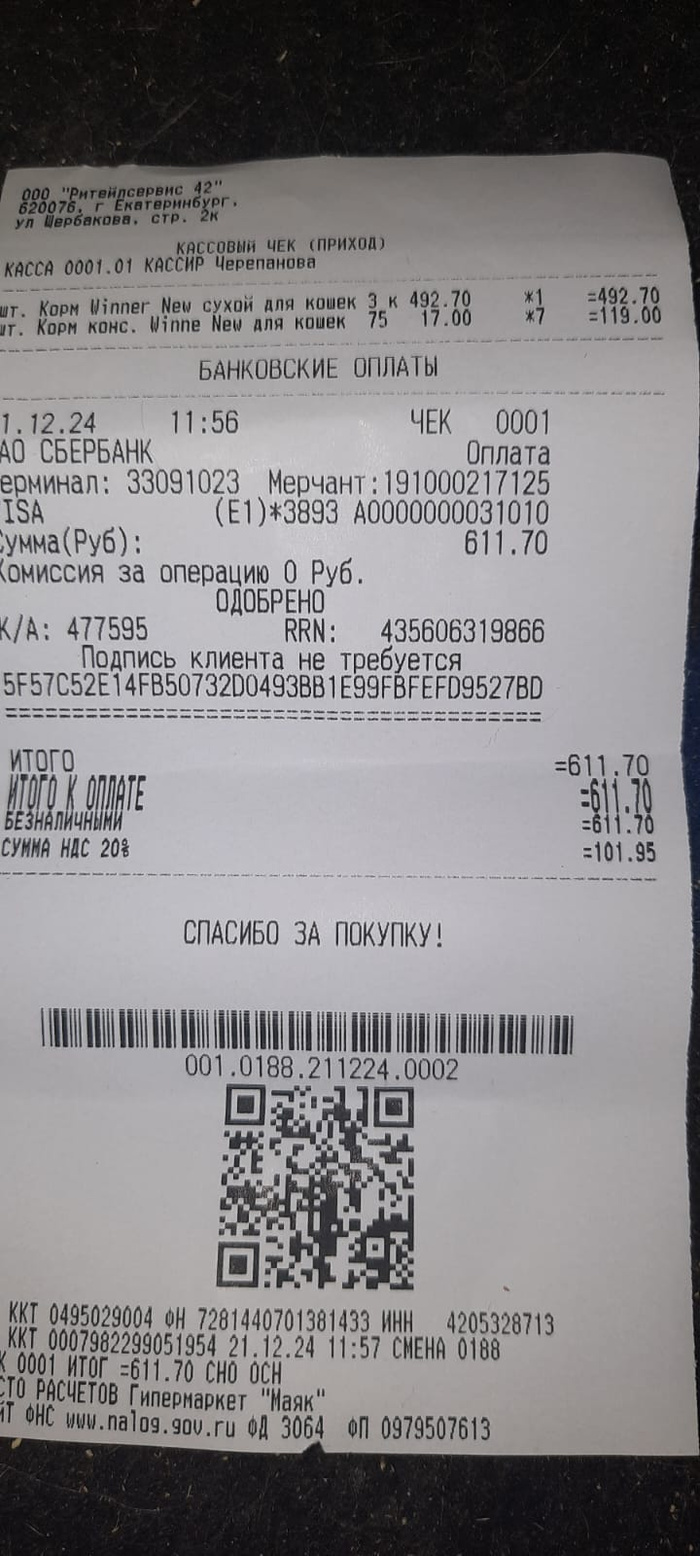 ООО "Ритейлсервис 42"
620076, г Екатеринбург,
ул Щербакова, стр. 2к
КАССОВЫЙ ЧЕК (ПРИХОД)
КАССА 0001.01 КАССИР Черепанова
шт. Корм Winner New сухой для кошек 3 к 492.70 *1 =492.70
шт. Корм конс. Winne New для кошек 75 17.00 *7 =119.00
БАНКОВСКИЕ ОПЛАТЫ
1.12.24 11:56 ЧЕК 0001
АО СБЕРБАНК Оплата
ерминал: 33091023 Мерчант:191000217125
ISA (E1)*3893 A0000000031010
Сумма(Руб): 611.70
Комиссия за операцию 0 Руб.
ОДОБРЕНО
К/А: 477595 RRN: 435606319866
Подпись клиента не требуется
5F57C52E14FB50732D0493BB1E99FBFEFD9527BD
========================================
ИТОГО =611.70
ИТОГО К ОПЛАТЕ =611.70
БЕЗНАЛИЧНЫМИ =611.70
СУММА НДС 20% =101.95
СПАСИБО ЗА ПОКУПКУ!
001.0188.211224.0002
ККТ 0495029004 ФН 7281440701381433 ИНН 4205328713
ККТ 0007982299051954 21.12.24 11:57 СМЕНА 0188
К 0001 ИТОГ =611.70 СНО ОСН
СТО РАСЧЕТОВ Гипермаркет "Маяк"
ЙТ ФНС www.nalog.gov.ru ФД 3064 ФП 0979507613